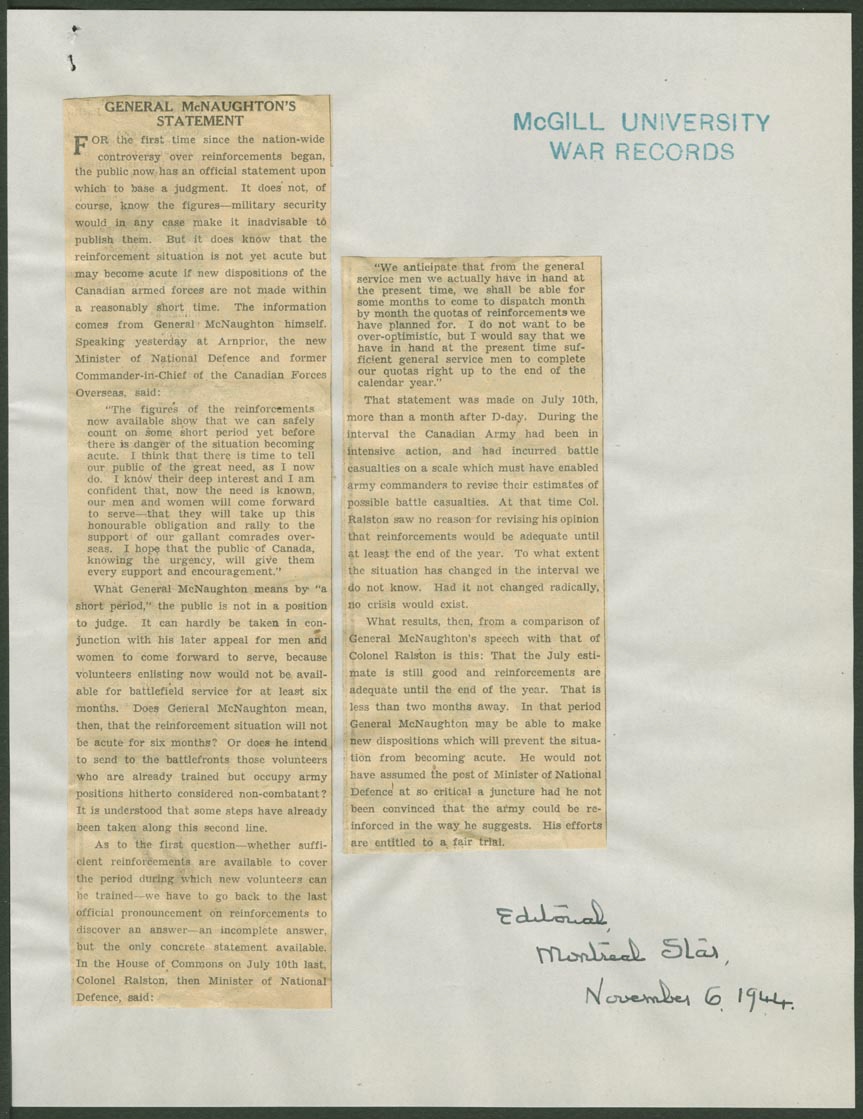 McGILL UNIVERSITY
WAR RECORDS
GENERAL McNAUGHTON'S
STATEMENT
FOR the first time since the nation-wide
controversy over reinforcements began,
the public now has an official statement upon
which to base a judgment. It does not, of
course, know the figures—military security
would in any case make it inadvisable to
publish them. But it does know that the
reinforcement situation is not yet acute but
may become acute if new dispositions of the
Canadian armed forces are not made within
a reasonably short time. The information
comes from General McNaughton himself.
Speaking yesterday at Arnprior, the new
Minister of National Defence and former
Commander-in-Chief of the Canadian Forces
Overseas, said:
"The figures of the reinforcements
now available show that we can safely
count on some short period yet before
there is danger of the situation becoming
acute. I think that there is time to tell
our public of the great need, as I now
do. I know their deep interest and I am
confident that, now the need is known,
our men and women will come forward
to serve—that they will take up this
honourable obligation and rally to the
support of our gallant comrades over-
seas. I hope that the public of Canada,
knowing the urgency, will give them
every support and encouragement."
What General McNaughton means by "a
short period," the public is not in a position
to judge. It can hardly be taken in con-
junction with his later appeal for men and
women to come forward to serve, because
volunteers enlisting now would not be avail-
able for battlefield service for at least six
months. Does General McNaughton mean,
then, that the reinforcement situation will not
be acute for six months? Or does he intend
to send to the battlefronts those volunteers
who are already trained but occupy army
positions hitherto considered non-combatant?
It is understood that some steps have already
been taken along this second line.
As to the first question—whether suffi-
cient reinforcements are available to cover
the period during which new volunteers can
be trained—we have to go back to the last
official pronouncement on reinforcements to
discover an answer—an incomplete answer,
but the only concrete statement available.
In the House of Commons on July 10th last,
Colonel Ralston, then Minister of National
Defence, said:
"We anticipate that from the general
service men we actually have in hand at
the present time, we shall be able for
some months to come to dispatch month
by month the quotas of reinforcements we
have planned for. I do not want to be
over-optimistic, but I would say that we
have in hand at the present time suf-
ficient general service men to complete
our quotas right up to the end of the
calendar year."
That statement was made on July 10th,
more than a month after D-day. During the
interval the Canadian Army had been in
intensive action, and had incurred battle
casualties on a scale which must have enabled
army commanders to revise their estimates of
possible battle casualties. At that time Col.
Ralston saw no reason for revising his opinion
that reinforcements would be adequate until
at least the end of the year. To what extent
the situation has changed in the interval we
do not know. Had it not changed radically,
no crisis would exist.
What results, then, from a comparison of
General McNaughton's speech with that of
Colonel Ralston is this: That the July esti-
mate is still good and reinforcements are
adequate until the end of the year. That is
less than two months away. In that period
General McNaughton may be able to make
new dispositions which will prevent the situa-
tion from becoming acute. He would not
have assumed the post of Minister of National
Defence at so critical a juncture had he not
been convinced that the army could be re-
inforced in the way he suggests. His efforts
are entitled to a fair trial.
Editorial,
Montreal Star,
November 6, 1944.